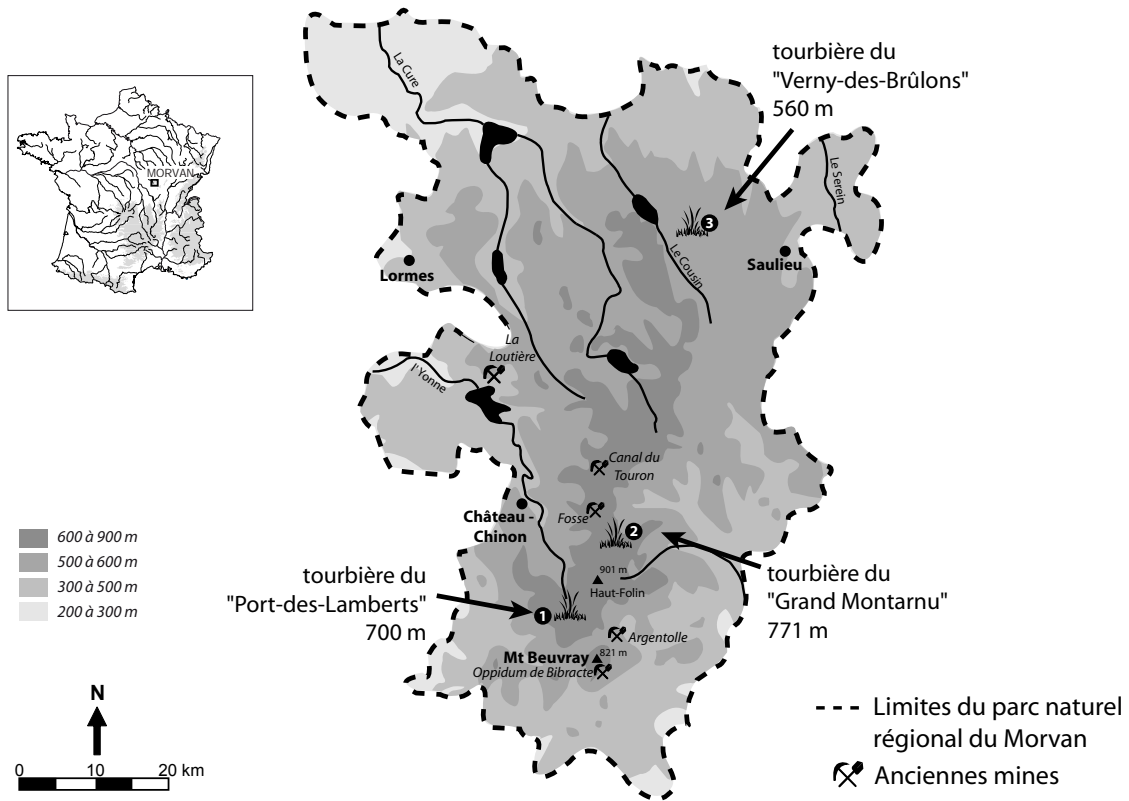 MORVAN
La Cure
tourbière du
"Verny-des-Brûlons"
560 m
Le Serein
3
Le Cousin
Saulieu
Lormes
La
Loutière
l'Yonne
Canal du
Touron
Château -
Chinon
Fosse
2
901 m
Haut-Folin
tourbière du
"Grand Montarnu"
771 m
tourbière du
"Port-des-Lamberts"
700 m
1
Argentolle
Mt Beuvray
821 m
Oppidum de Bibracte
600 à 900 m
500 à 600 m
300 à 500 m
200 à 300 m
N
0 10 20 km
Limites du parc naturel
régional du Morvan
Anciennes mines